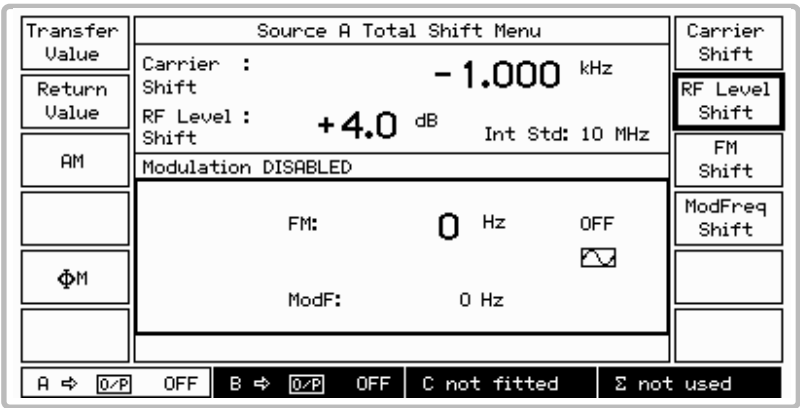 Source A Total Shift Menu
Transfer
Value
Return
Value
AM
ΦM
Carrier :
Shift
- 1.000 kHz
RF Level :
Shift
+4.0 dB
Int Std: 10 MHz
Modulation DISABLED
FM: 0 Hz OFF
ModF: 0 Hz
Carrier
Shift
RF Level
Shift
FM
Shift
ModFreq
Shift
A ⇨ O/P OFF
B ⇨ O/P OFF
C not fitted
Σ not used